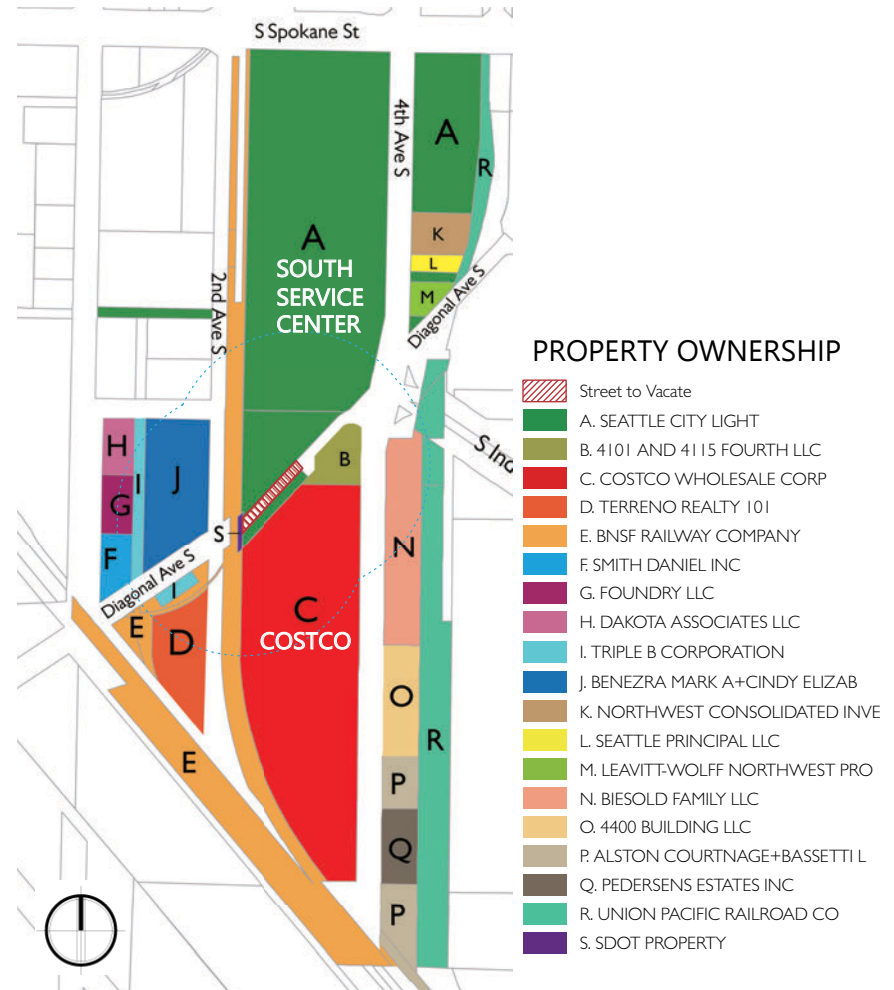 S Spokane St
4th Ave S
A
R
A
K
SOUTH
SERVICE
CENTER
L
2nd Ave S
M
Diagonal Ave S
PROPERTY OWNERSHIP
Street to Vacate
A. SEATTLE CITY LIGHT
B. 4101 AND 4115 FOURTH LLC
C. COSTCO WHOLESALE CORP
D. TERRENO REALTY 101
E. BNSF RAILWAY COMPANY
F. SMITH DANIEL INC
G. FOUNDRY LLC
H. DAKOTA ASSOCIATES LLC
I. TRIPLE B CORPORATION
J. BENEZRA MARK A+CINDY ELIZAB
K. NORTHWEST CONSOLIDATED INVE
L. SEATTLE PRINCIPAL LLC
M. LEAVITT-WOLFF NORTHWEST PRO
N. BIESOLD FAMILY LLC
O. 4400 BUILDING LLC
P. ALSTON COURTNAGE+BASSETTI L
Q. PEDERSENS ESTATES INC
R. UNION PACIFIC RAILROAD CO
S. SDOT PROPERTY
H
I
J
B
S Ind
G
S
N
F
Diagonal Ave S
I
E
D
C
COSTCO
O
R
E
P
Q
P